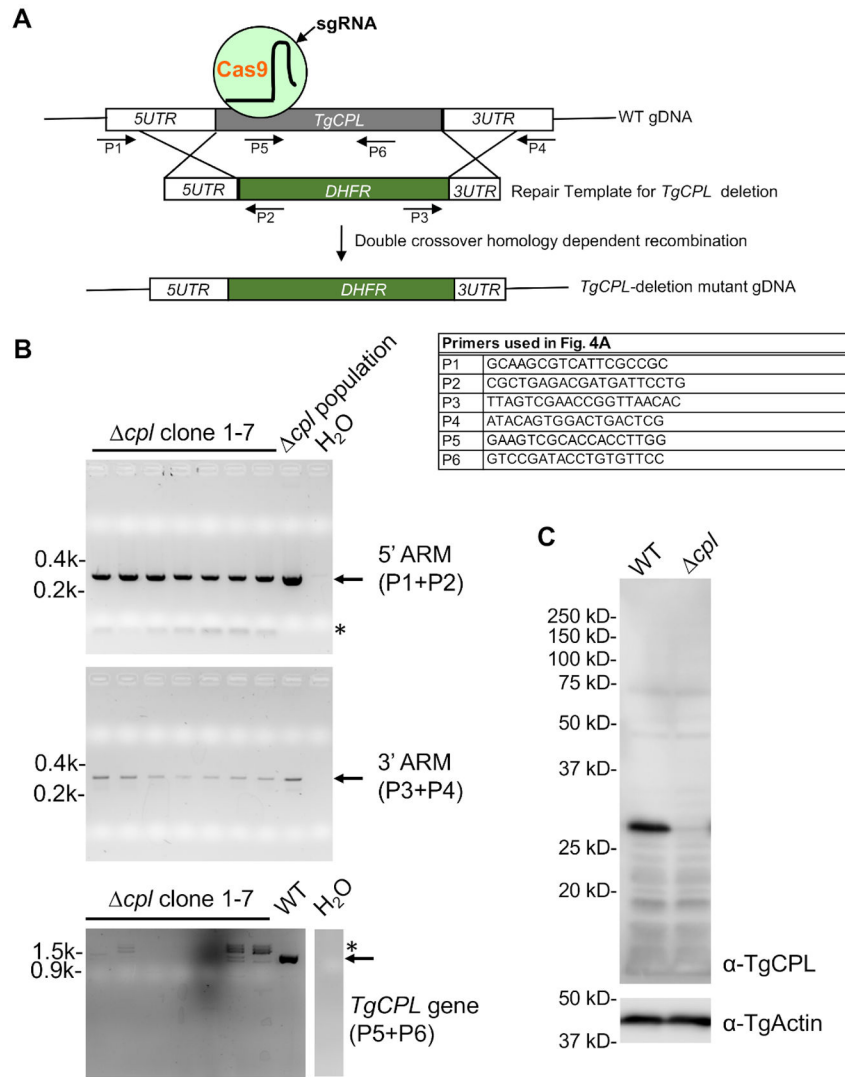 A
sgRNA
Cas9
5UTR TgCPL 3UTR WT gDNA
P1 P5 P6 P4
5UTR DHFR 3UTR Repair Template for TgCPL deletion
P2 P3
Double crossover homology dependent recombination
5UTR DHFR 3UTR TgCPL-deletion mutant gDNA
Primers used in Fig. 4A
P1 GCAAGCGTCATTCGCCGC
P2 CGCTGAGACGATGATTCCTG
P3 TTAGTCGAACCGGTTAACAC
P4 ATACAGTGGACTGACTCG
P5 GAAGTCGCACCACCTTGG
P6 GTCCGATACCTGTGTTCC
B
Δcpl clone 1-7 Δcpl population H2O
0.4k-
0.2k-
5' ARM
(P1+P2)
*
0.4k-
0.2k-
3' ARM
(P3+P4)
Δcpl clone 1-7 WT H2O
1.5k-
0.9k-
*
TgCPL gene
(P5+P6)
C
WT Δcpl
250 kD-
150 kD-
100 kD-
75 kD-
50 kD-
37 kD-
25 kD-
20 kD-
α-TgCPL
50 kD-
37 kD-
α-TgActin